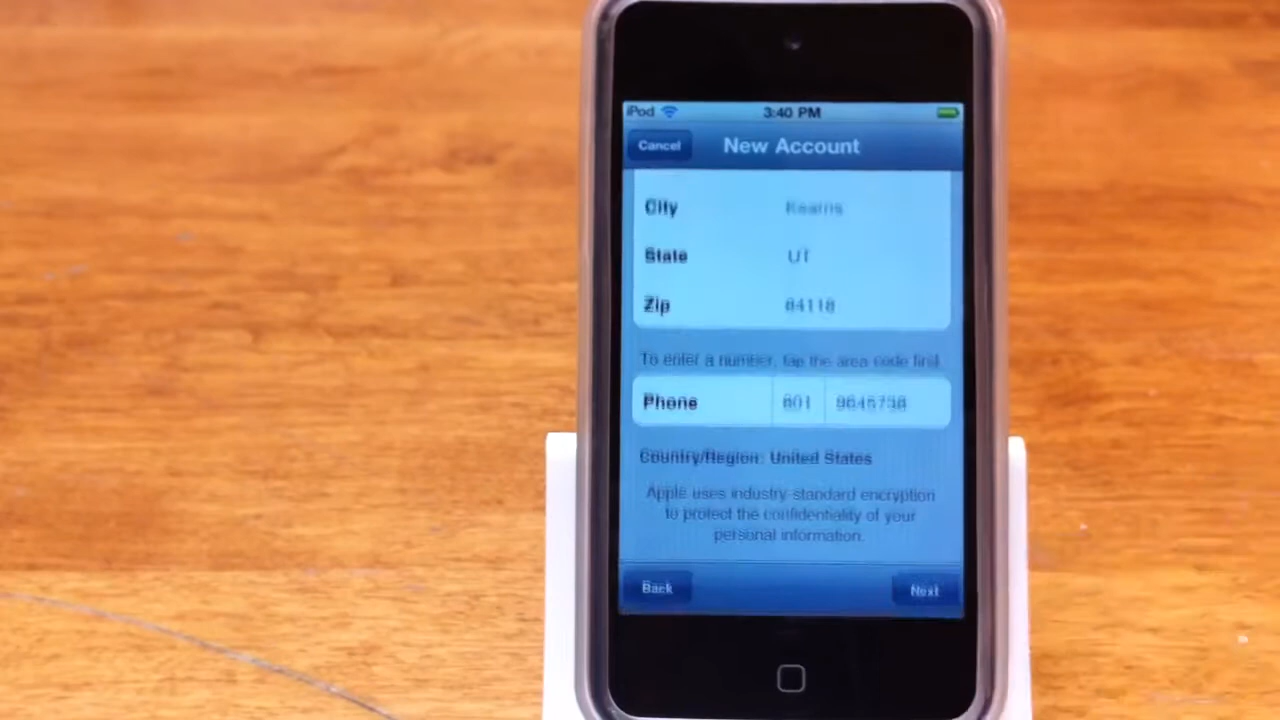 iPod 3:40 PM
Cancel New Account
City Kearns
State UT
Zip 84118
To enter a number, tap the area code first.
Phone 801
Country/Region: United States
Apple uses industry-standard encryption
to protect the confidentiality of your
personal information.
Back Next